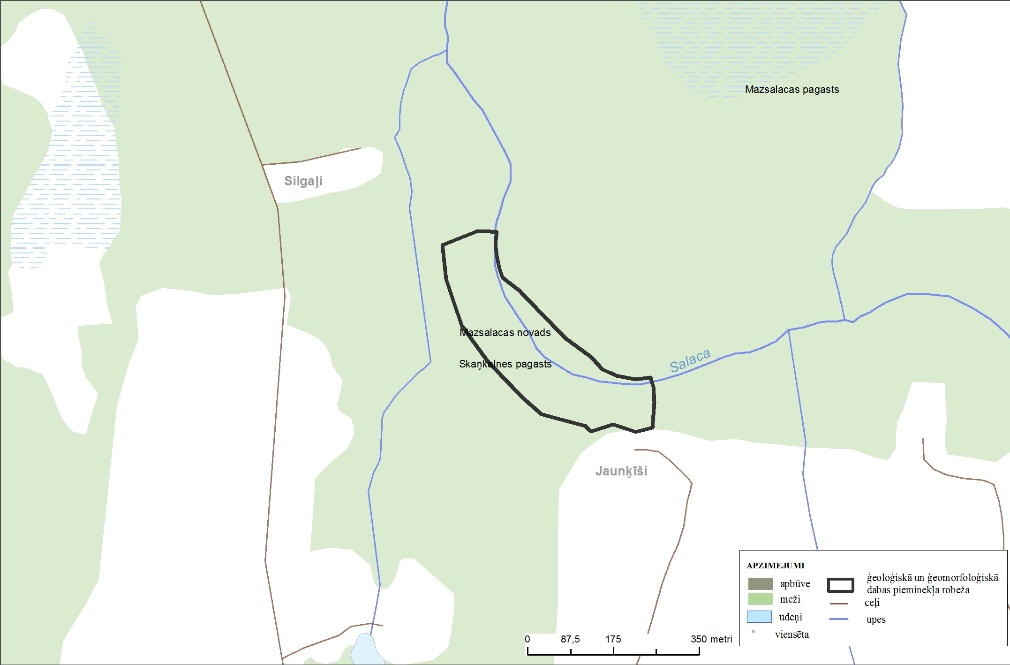 Mazsalacas pagasts
Silgaļi
Mazsalacas novads
Skaņkalnes pagasts
Salaca
Jaunķīši
APZĪMĒJUMI
apbūve
meži
ūdeņi
viensēta
ģeoloģiskā un ģeomorfoloģiskā
dabas pieminekļa robeža
ceļi
upes
0 87,5 175 350 metri